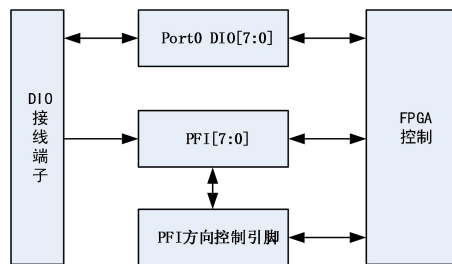 Port0 DIO[7:0]
DIO
接
线
端
子
PFI[7:0]
FPGA
控制
PFI方向控制引脚